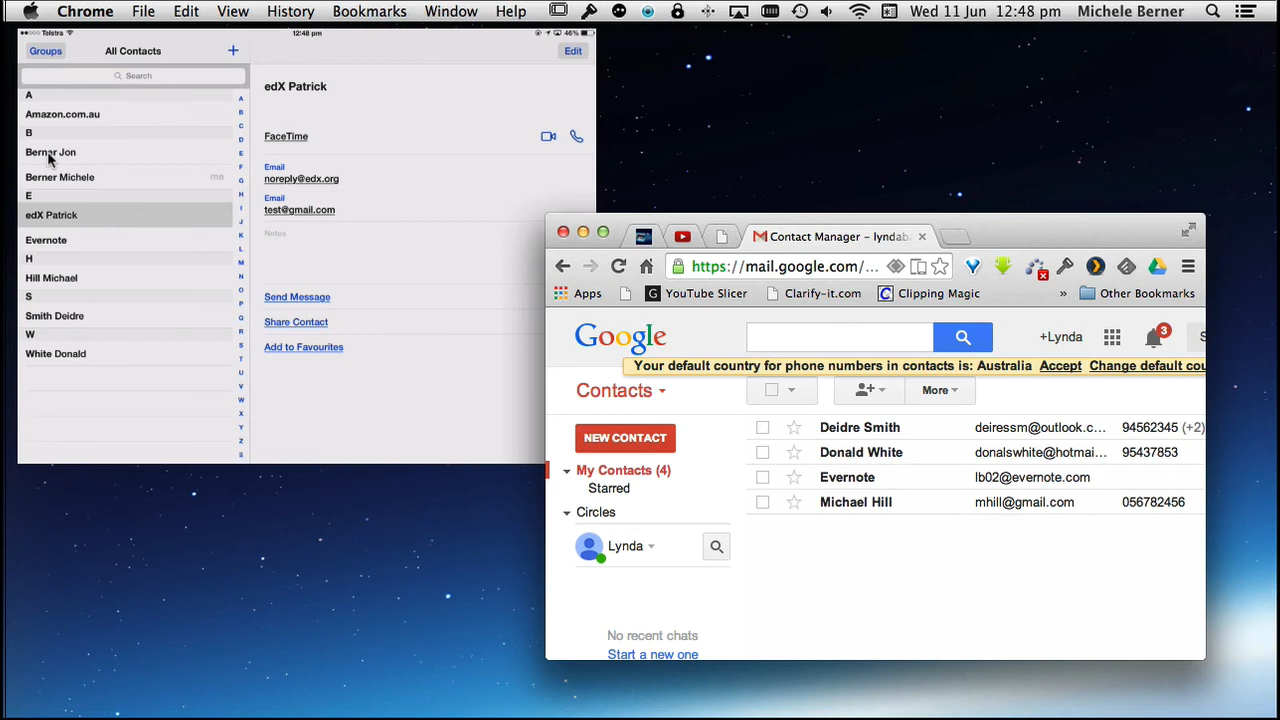 Chrome File Edit View History Bookmarks Window Help Wed 11 Jun 12:48 pm Michele Berner
Telstra 12:48 pm 46%
Groups All Contacts + Edit
Search
A
Amazon.com.au
B
Berner Jon
Berner Michele me
E
edX Patrick
Evernote
H
Hill Michael
S
Smith Deidre
W
White Donald
A
B
C
D
E
F
G
H
I
J
K
L
M
N
O
P
Q
R
S
T
U
V
W
X
Y
Z
#
edX Patrick
FaceTime
Email
noreply@edx.org
Email
test@gmail.com
Notes
Send Message
Share Contact
Add to Favourites
Contact Manager – lyndaba
https://mail.google.com/...
Apps YouTube Slicer Clarify-it.com Clipping Magic » Other Bookmarks
Google +Lynda 3 S
Your default country for phone numbers in contacts is: Australia Accept Change default cou
Contacts More
NEW CONTACT
My Contacts (4)
Starred
Circles
Lynda
Deidre Smith deiressm@outlook.c... 94562345 (+2)
Donald White donalswhite@hotmai... 95437853
Evernote lb02@evernote.com
Michael Hill mhill@gmail.com 056782456
No recent chats
Start a new one